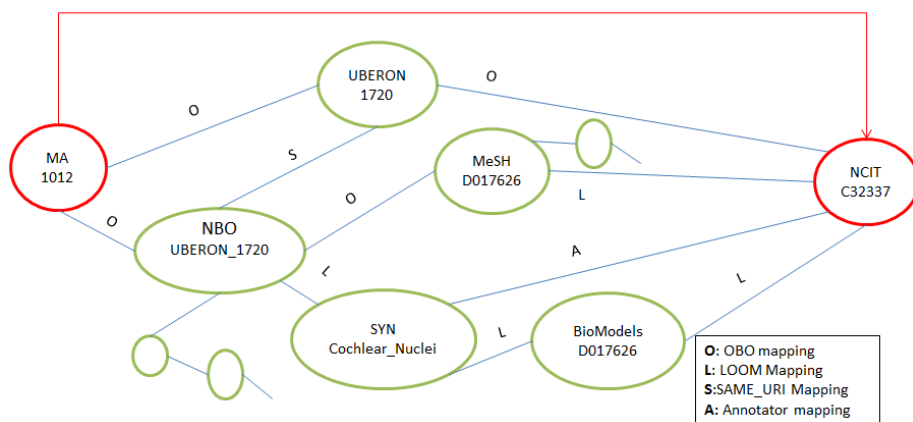 UBERON
1720
O
O
MA
1012
S
MeSH
D017626
NCIT
C32337
O
L
O
NBO
UBERON_1720
A
L
L
SYN
Cochlear_Nuclei
L
BioModels
D017626
O: OBO mapping
L: LOOM Mapping
S:SAME_URI Mapping
A: Annotator mapping